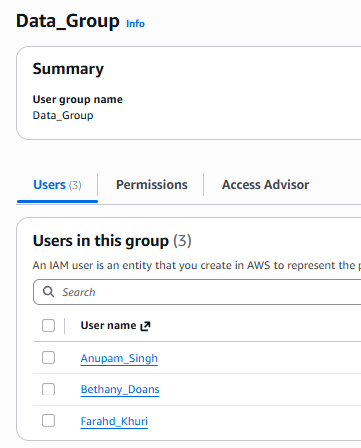 Data_Group Info
Summary
User group name
Data_Group
Users (3) Permissions Access Advisor
Users in this group (3)
An IAM user is an entity that you create in AWS to represent the
Search
User name
Anupam_Singh
Bethany_Doans
Farahd_Khuri